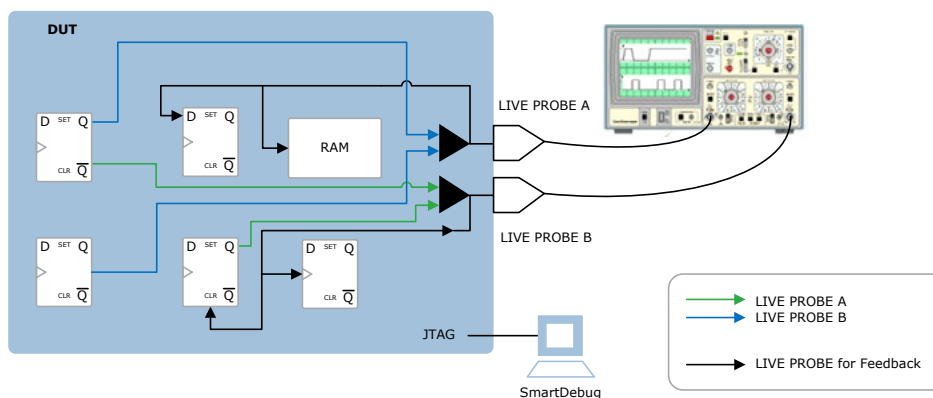 DUT
LIVE PROBE A
D SET Q
CLR Q
D SET Q
CLR Q
RAM
LIVE PROBE B
D SET Q
CLR Q
D SET Q
CLR Q
D SET Q
CLR Q
JTAG
SmartDebug
LIVE PROBE A
LIVE PROBE B
LIVE PROBE for Feedback